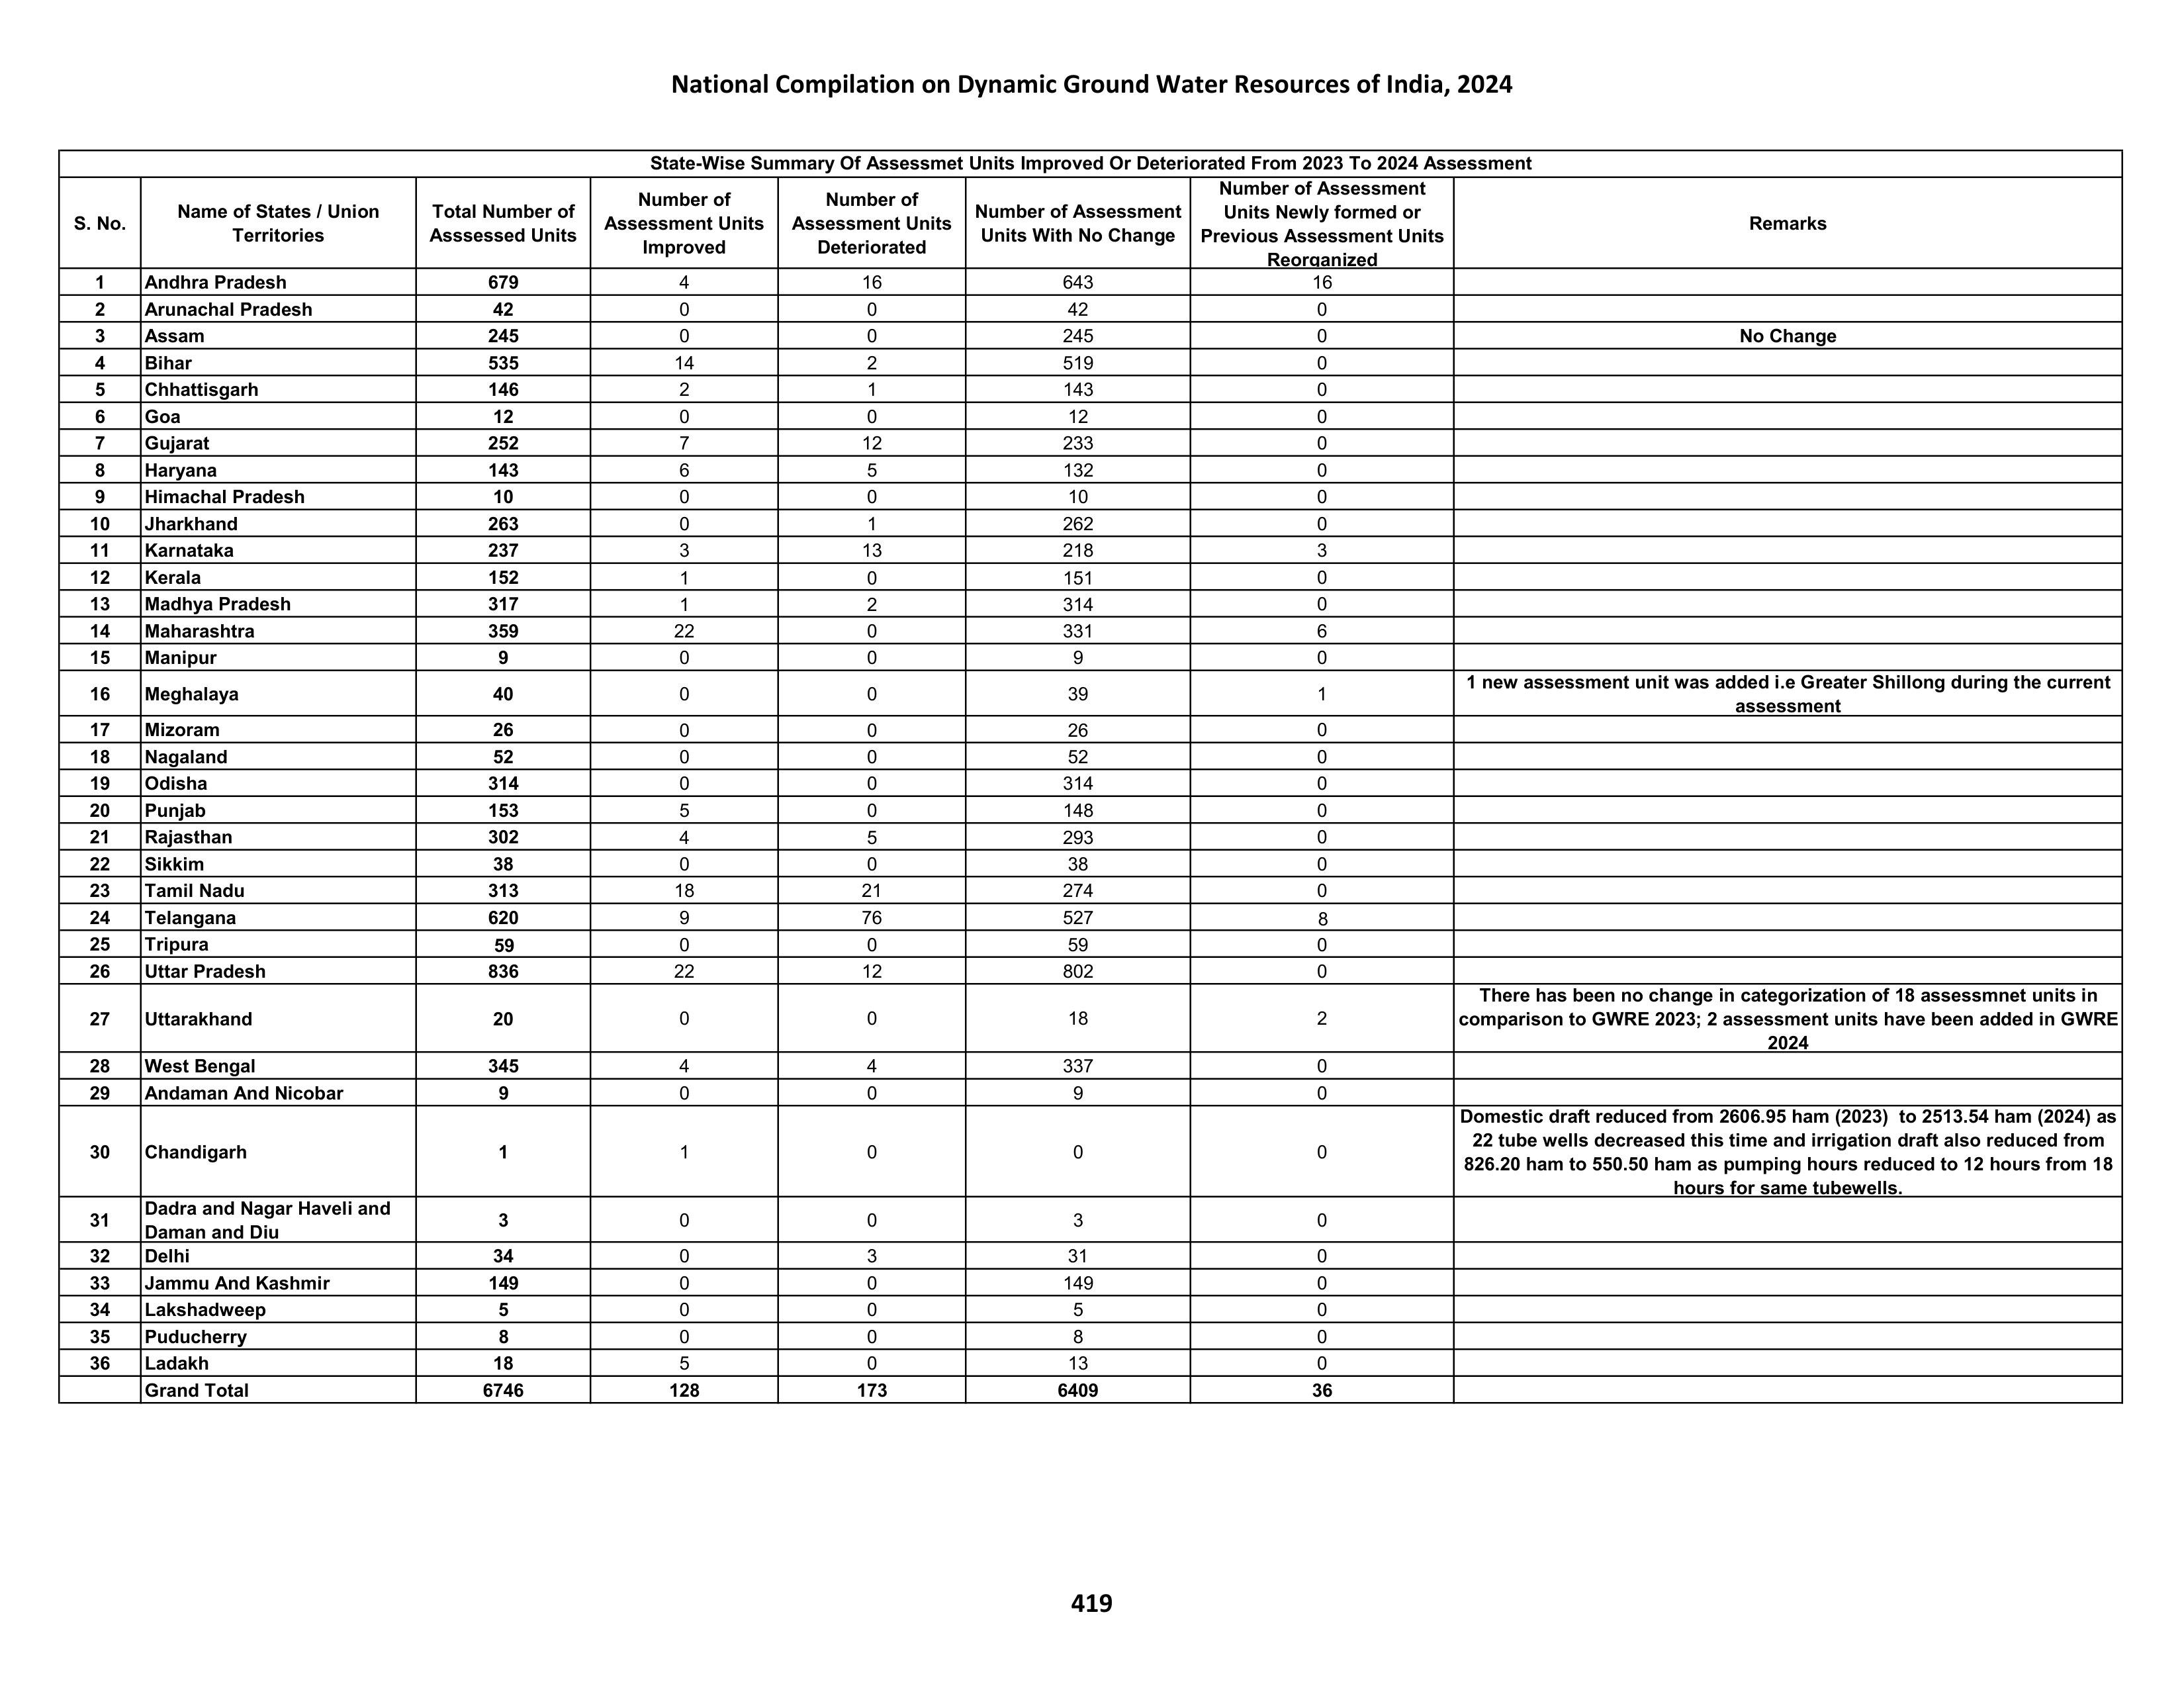 National Compilation on Dynamic Ground Water Resources of India, 2024
State-Wise Summary Of Assessmet Units Improved Or Deteriorated From 2023 To 2024 Assessment
S. No. Name of States / Union Territories Total Number of Asssessed Units Number of Assessment Units Improved Number of Assessment Units Deteriorated Number of Assessment Units With No Change Number of Assessment Units Newly formed or Previous Assessment Units Reorganized Remarks
1 Andhra Pradesh 679 4 16 643 16
2 Arunachal Pradesh 42 0 0 42 0
3 Assam 245 0 0 245 0 No Change
4 Bihar 535 14 2 519 0
5 Chhattisgarh 146 2 1 143 0
6 Goa 12 0 0 12 0
7 Gujarat 252 7 12 233 0
8 Haryana 143 6 5 132 0
9 Himachal Pradesh 10 0 0 10 0
10 Jharkhand 263 0 1 262 0
11 Karnataka 237 3 13 218 3
12 Kerala 152 1 0 151 0
13 Madhya Pradesh 317 1 2 314 0
14 Maharashtra 359 22 0 331 6
15 Manipur 9 0 0 9 0
16 Meghalaya 40 0 0 39 1 1 new assessment unit was added i.e Greater Shillong during the current assessment
17 Mizoram 26 0 0 26 0
18 Nagaland 52 0 0 52 0
19 Odisha 314 0 0 314 0
20 Punjab 153 5 0 148 0
21 Rajasthan 302 4 5 293 0
22 Sikkim 38 0 0 38 0
23 Tamil Nadu 313 18 21 274 0
24 Telangana 620 9 76 527 8
25 Tripura 59 0 0 59 0
26 Uttar Pradesh 836 22 12 802 0
27 Uttarakhand 20 0 0 18 2 There has been no change in categorization of 18 assessmnet units in comparison to GWRE 2023; 2 assessment units have been added in GWRE 2024
28 West Bengal 345 4 4 337 0
29 Andaman And Nicobar 9 0 0 9 0
30 Chandigarh 1 1 0 0 0 Domestic draft reduced from 2606.95 ham (2023) to 2513.54 ham (2024) as 22 tube wells decreased this time and irrigation draft also reduced from 826.20 ham to 550.50 ham as pumping hours reduced to 12 hours from 18 hours for same tubewells.
31 Dadra and Nagar Haveli and Daman and Diu 3 0 0 3 0
32 Delhi 34 0 3 31 0
33 Jammu And Kashmir 149 0 0 149 0
34 Lakshadweep 5 0 0 5 0
35 Puducherry 8 0 0 8 0
36 Ladakh 18 5 0 13 0
Grand Total 6746 128 173 6409 36
419